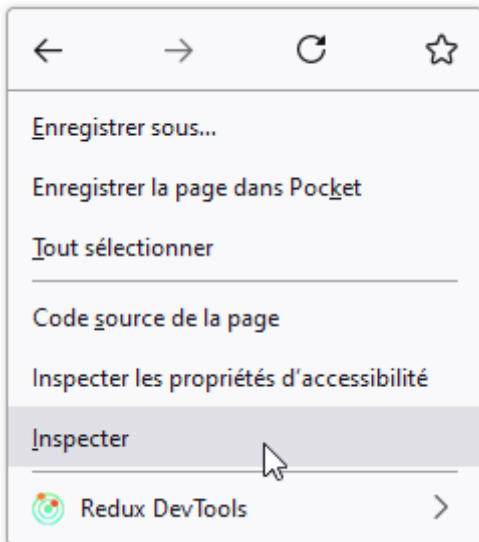 Enregistrer sous...
Enregistrer la page dans Pocket
Tout sélectionner
Code source de la page
Inspecter les propriétés d'accessibilité
Inspecter
Redux DevTools